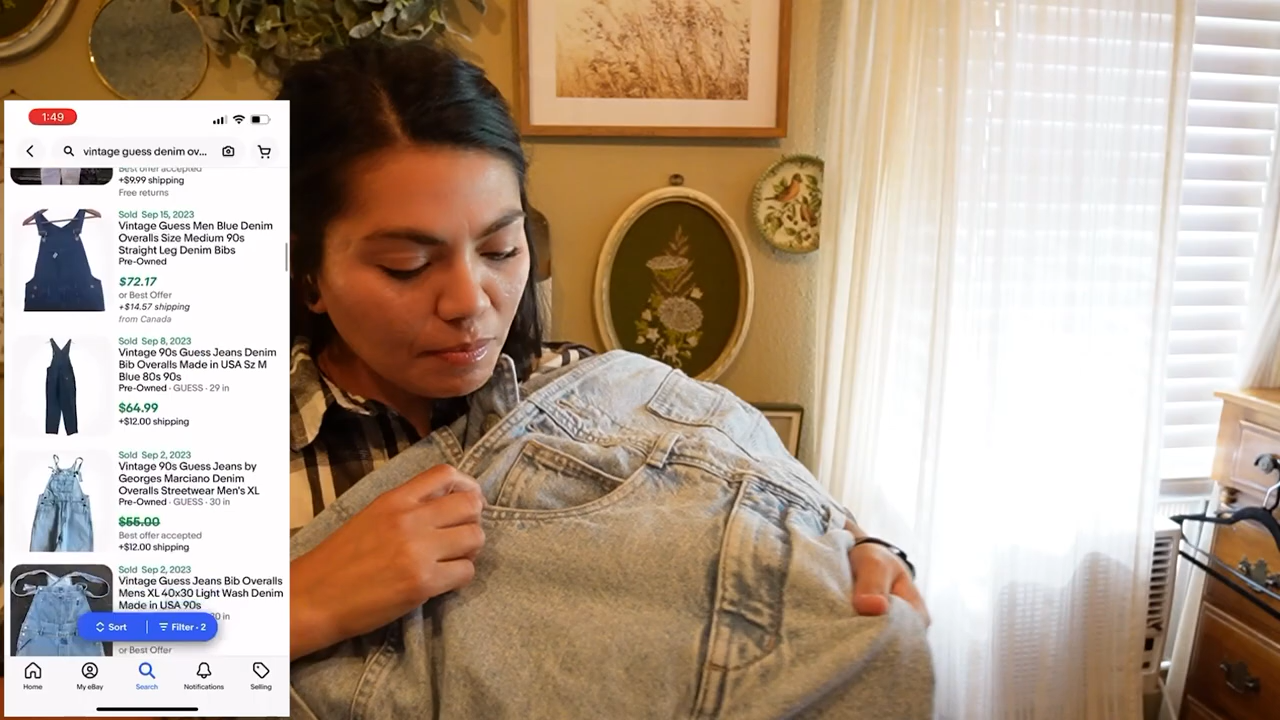 1:49
vintage guess denim ov...
Best offer accepted
+$9.99 shipping
Free returns
Sold Sep 15, 2023
Vintage Guess Men Blue Denim
Overalls Size Medium 90s
Straight Leg Denim Bibs
Pre-Owned
$72.17
or Best Offer
+$14.57 shipping
from Canada
Sold Sep 8, 2023
Vintage 90s Guess Jeans Denim
Bib Overalls Made in USA Sz M
Blue 80s 90s
Pre-Owned · GUESS · 29 in
$64.99
+$12.00 shipping
Sold Sep 2, 2023
Vintage 90s Guess Jeans by
Georges Marciano Denim
Overalls Streetwear Men's XL
Pre-Owned · GUESS · 30 in
$55.00
Best offer accepted
+$12.00 shipping
Sold Sep 2, 2023
Vintage Guess Jeans Bib Overalls
Mens XL 40x30 Light Wash Denim
Made in USA 90s
Sort
Filter · 2
or Best Offer
Home
My eBay
Search
Notifications
Selling